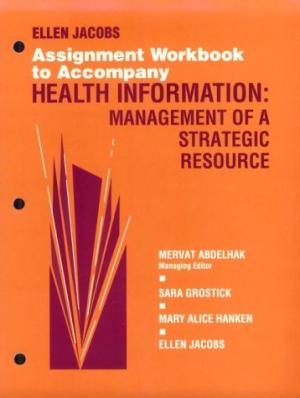 ELLEN JACOBS
Assignment Workbook
to Accompany
HEALTH INFORMATION:
MANAGEMENT OF A
STRATEGIC
RESOURCE
MERVAT ABDELHAK
Managing Editor
SARA GROSTICK
MARY ALICE HANKEN
ELLEN JACOBS